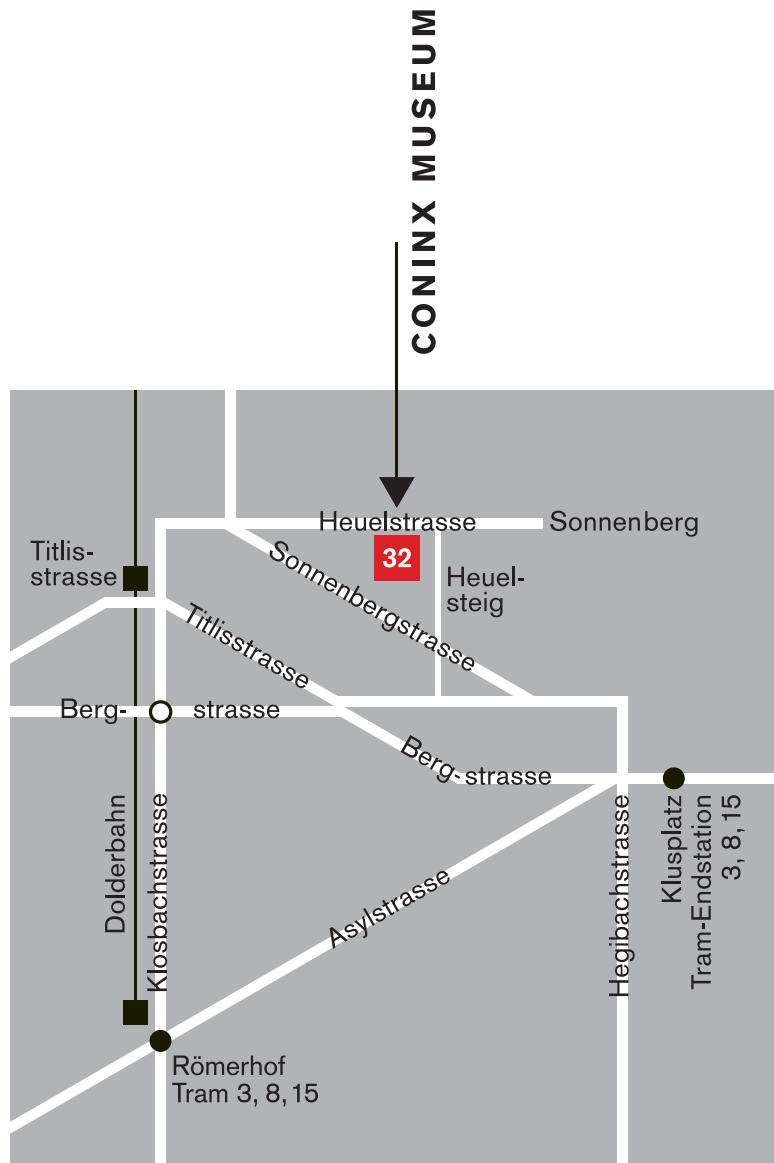 CONINX MUSEUM
Heuelstrasse
Sonnenberg
32
Titlis-
strasse
Sonnenbergstrasse
Heuel-
steig
Titlisstrasse
Berg-
strasse
Berg-
strasse
Dolderbahn
Klosbachstrasse
Asylstrasse
Hegibachstrasse
Klusplatz
Tram-Endstation
3, 8, 15
Römerhof
Tram 3, 8, 15